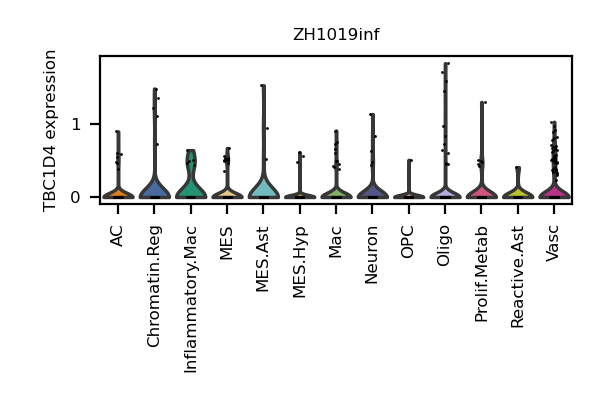 ZH1019inf
TBC1D4 expression
1
0
AC
Chromatin.Reg
Inflammatory.Mac
MES
MES.Ast
MES.Hyp
Mac
Neuron
OPC
Oligo
Prolif.Metab
Reactive.Ast
Vasc